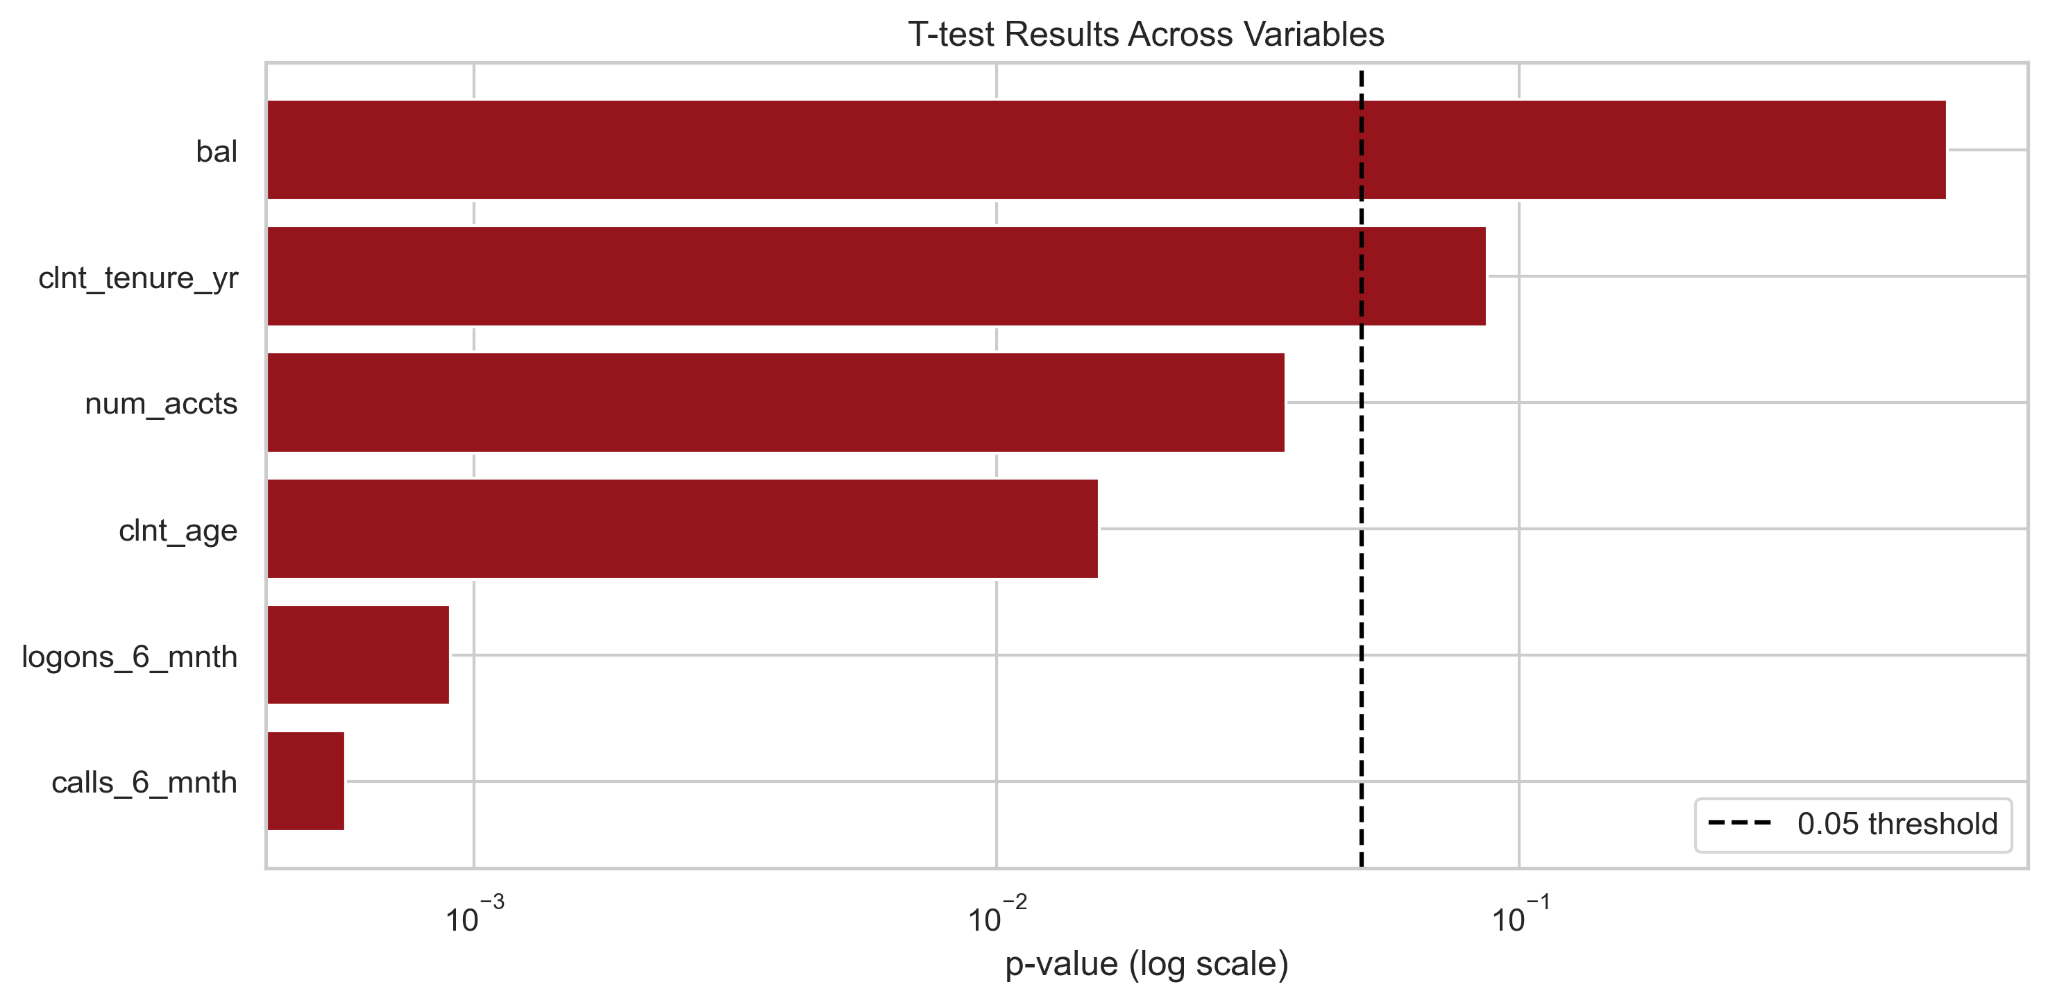 T-test Results Across Variables
bal
clnt_tenure_yr
num_accts
clnt_age
logons_6_mnth
calls_6_mnth
0.05 threshold
10⁻³ 10⁻² 10⁻¹
p-value (log scale)